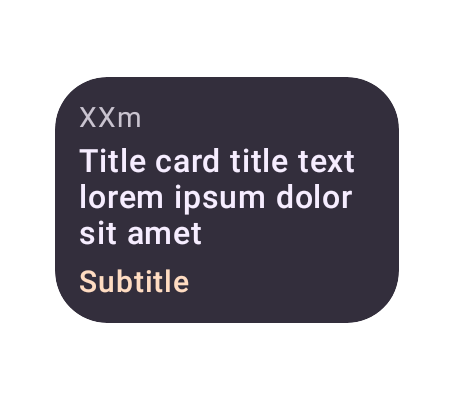 XXm
Title card title text
lorem ipsum dolor
sit amet
Subtitle